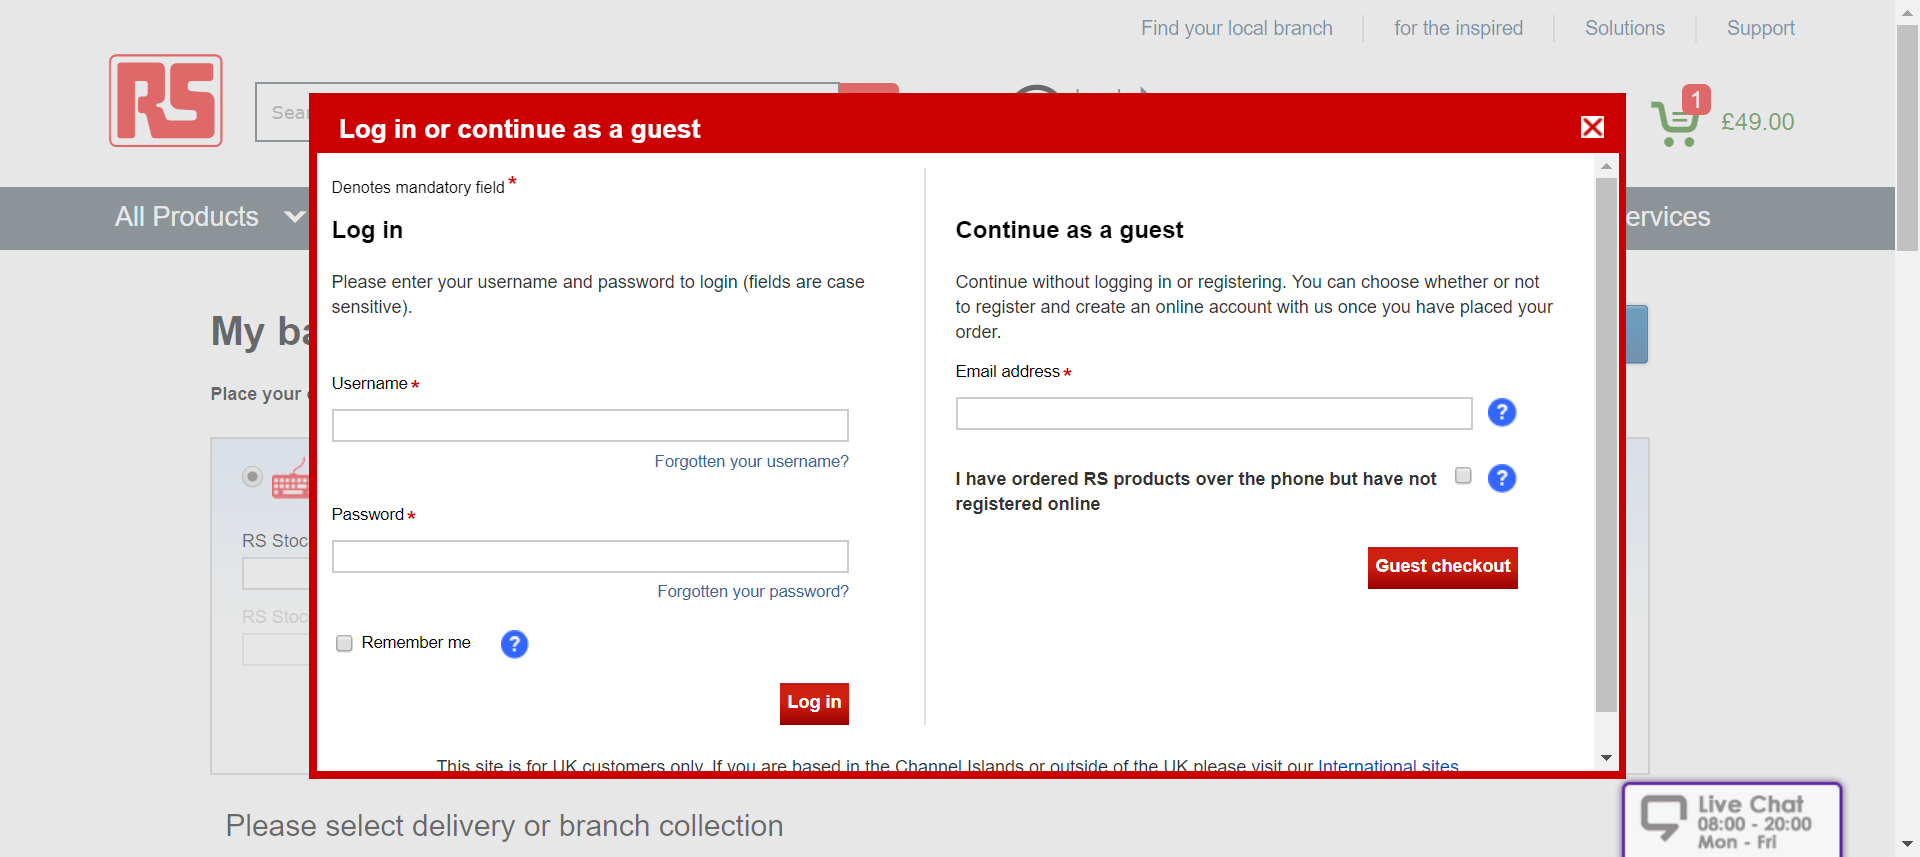 Find your local branch
for the inspired
Solutions
Support
RS
1
£49.00
Log in or continue as a guest
All Products
Denotes mandatory field *
Log in
Please enter your username and password to login (fields are case
sensitive).
Username *
Forgotten your username?
Password *
Forgotten your password?
Remember me
?
Log in
Continue as a guest
Continue without logging in or registering. You can choose whether or not
to register and create an online account with us once you have placed your
order.
Email address *
?
I have ordered RS products over the phone but have not
registered online
?
Guest checkout
This site is for UK customers only. If you are based in the Channel Islands or outside of the UK please visit our International sites
My
Place your
RS
RS
Please select delivery or branch collection
Live Chat
08:00 - 20:00
Mon - Fri